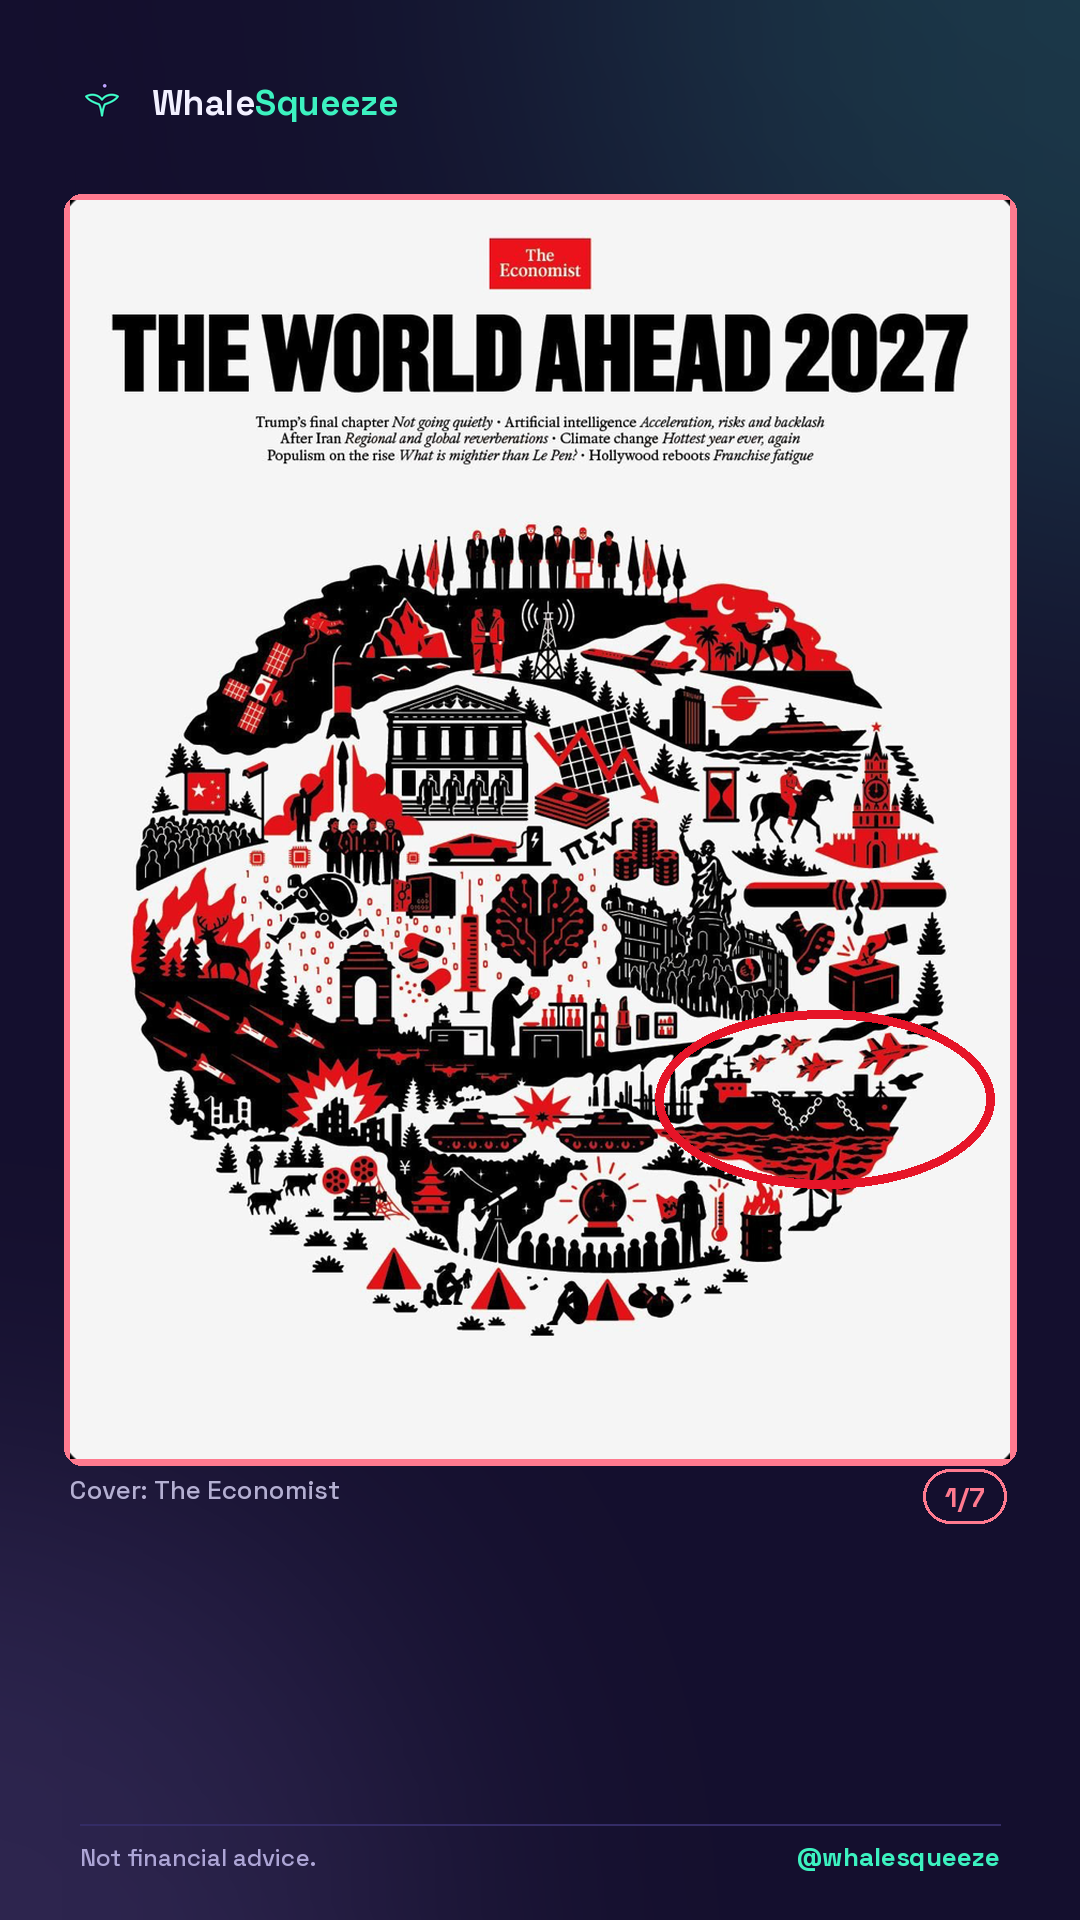 WhaleSqueeze
The
Economist
THE WORLD AHEAD 2027
Trump's final chapter Not going quietly • Artificial intelligence Acceleration, risks and backlash
After Iran Regional and global reverberations • Climate change Hottest year ever, again
Populism on the rise What is mightier than Le Pen? • Hollywood reboots Franchise fatigue
TRUMP
πΣ√
¥
Cover: The Economist
1/7
Not financial advice.
@whalesqueeze